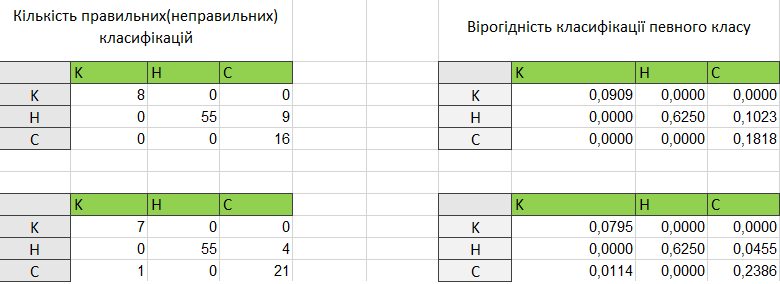 Кількість правильних(неправильних)
класифікацій
Вірогідність класифікації певного класу
К Н С К Н С
К 8 0 0 К 0,0909 0,0000 0,0000
Н 0 55 9 Н 0,0000 0,6250 0,1023
С 0 0 16 С 0,0000 0,0000 0,1818
К Н С К Н С
К 7 0 0 К 0,0795 0,0000 0,0000
Н 0 55 4 Н 0,0000 0,6250 0,0455
С 1 0 21 С 0,0114 0,0000 0,2386